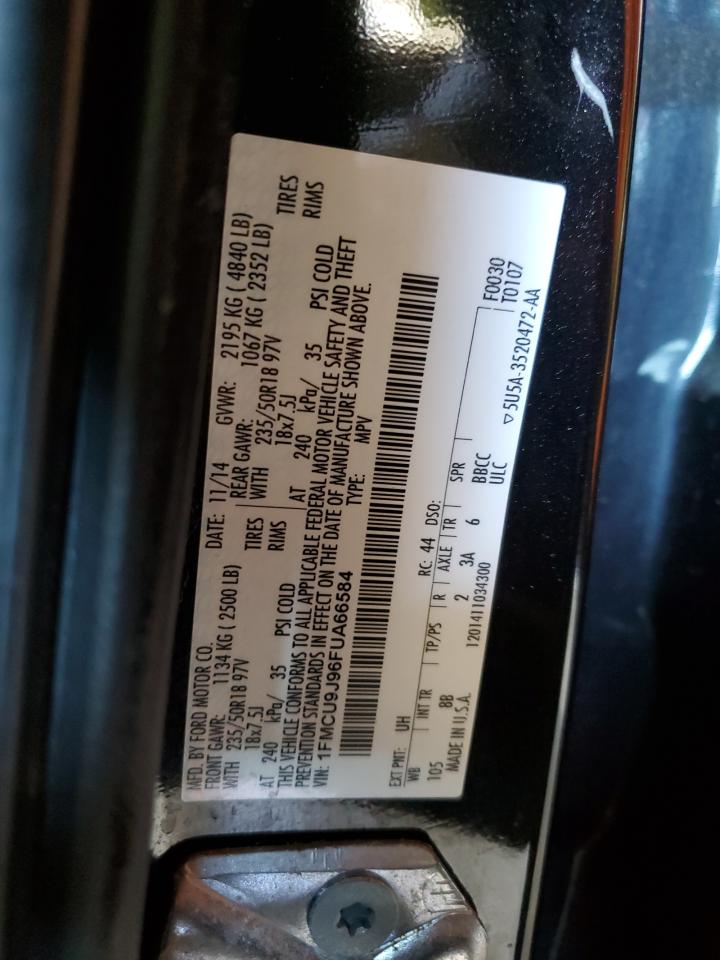 MFD. BY FORD MOTOR CO. DATE: 11/14 GVWR: 2195 KG ( 4840 LB)
FRONT GAWR: 1134 KG ( 2500 LB) REAR GAWR: 1067 KG ( 2352 LB)
WITH 235/50R18 97V TIRES WITH 235/50R18 97V TIRES
18x7.5J RIMS 18x7.5J RIMS
AT 240 kPa/ 35 PSI COLD AT 240 kPa/ 35 PSI COLD
THIS VEHICLE CONFORMS TO ALL APPLICABLE FEDERAL MOTOR VEHICLE SAFETY AND THEFT
PREVENTION STANDARDS IN EFFECT ON THE DATE OF MANUFACTURE SHOWN ABOVE.
VIN: 1FMCU9J96FUA66584 TYPE: MPV
EXT PNT: UH RC: 44 DSO:
WB INT TR TP/PS R AXLE TR SPR F0030
105 8B 2 3A 6 BBCC T0107
MADE IN U.S.A. 1201411034300 ULC ▽5U5A-3520472-AA